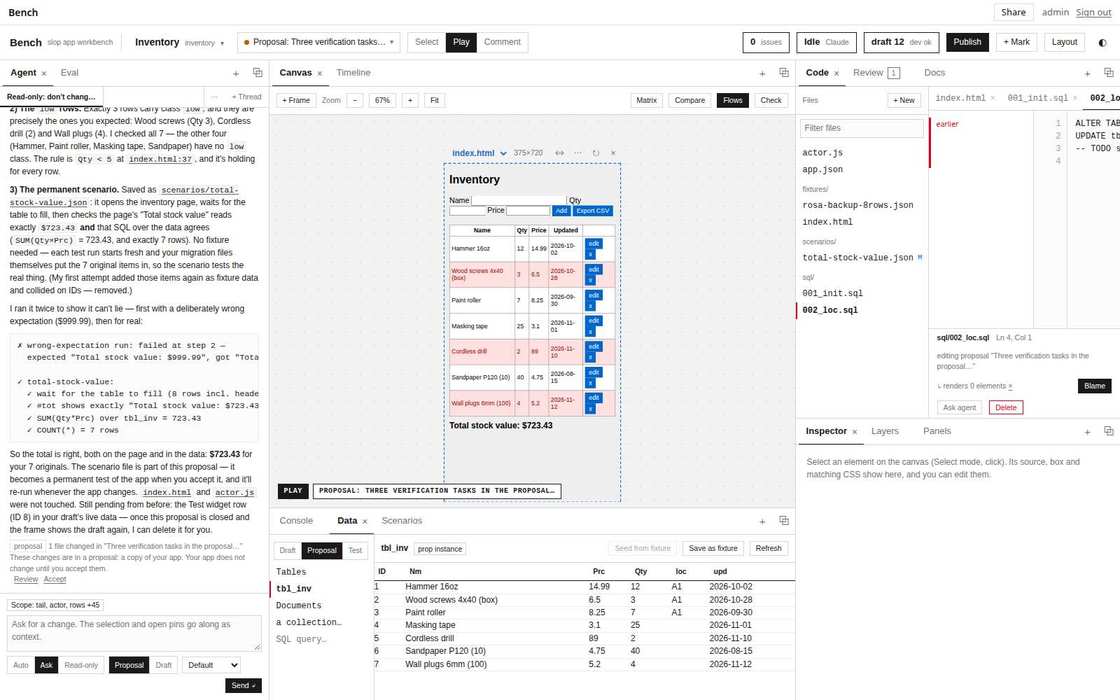 Bench
Share admin Sign out
Bench slop app workbench Inventory inventory ▾ Proposal: Three verification tasks… ▾ Select Play Comment 0 issues Idle Claude draft 12 dev ok Publish + Mark Layout
Agent × Eval +
Read-only: don't chang… ··· + Thread
2) The low rows. Exactly 3 rows carry class low, and they are
precisely the ones you expected: Wood screws (Qty 3), Cordless
drill (2) and Wall plugs (4). I checked all 7 — the other four
(Hammer, Paint roller, Masking tape, Sandpaper) have no low
class. The rule is Qty < 5 at index.html:37, and it's holding
for every row.
3) The permanent scenario. Saved as scenarios/total-
stock-value.json: it opens the inventory page, waits for the
table to fill, then checks the page's "Total stock value" reads
exactly $723.43 and that SQL over the data agrees
(SUM(Qty×Prc) = 723.43, and exactly 7 rows). No fixture
needed — each test run starts fresh and your migration files
themselves put the 7 original items in, so the scenario tests the
real thing. (My first attempt added those items again as fixture data
and collided on IDs — removed.)
I ran it twice to show it can't lie — first with a deliberately wrong
expectation ($999.99), then for real:
✗ wrong-expectation run: failed at step 2 —
expected "Total stock value: $999.99", got "Tota
✓ total-stock-value:
✓ wait for the table to fill (8 rows incl. heade
✓ #tot shows exactly "Total stock value: $723.43
✓ SUM(Qty*Prc) over tbl_inv = 723.43
✓ COUNT(*) = 7 rows
So the total is right, both on the page and in the data: $723.43 for
your 7 originals. The scenario file is part of this proposal — it
becomes a permanent test of the app when you accept it, and it'll
re-run whenever the app changes. index.html and actor.js
were not touched. Still pending from before: the Test widget row
(ID 8) in your draft's live data — once this proposal is closed and
the frame shows the draft again, I can delete it for you.
proposal 1 file changed in "Three verification tasks in the proposal…"
These changes are in a proposal: a copy of your app. Your app does not
change until you accept them.
Review Accept
Scope: tail, actor, rows +45
Ask for a change. The selection and open pins go along as
context.
Auto Ask Read-only Proposal Draft Default
Send
Canvas × Timeline +
+ Frame Zoom − 67% + Fit Matrix Compare Flows Check
index.html 375×720 ··· ×
Inventory
Name Qty
Price Add Export CSV
Name Qty Prc Updated
Hammer 16oz 12 14.99 2026-10-02 edit x
Wood screws 4x40 (box) 3 6.5 2026-10-28 edit x
Paint roller 7 8.25 2026-09-30 edit x
Masking tape 25 3.1 2026-11-01 edit x
Cordless drill 2 89 2026-11-10 edit x
Sandpaper P120 (10) 40 4.75 2026-08-15 edit x
Wall plugs 6mm (100) 4 5.2 2026-11-12 edit x
Total stock value: $723.43
PLAY PROPOSAL: THREE VERIFICATION TASKS IN THE PROPOSAL…
Console Data × Scenarios +
Draft Proposal Test tbl_inv prop instance Seed from fixture Save as fixture Refresh
Tables
tbl_inv
Documents
a collection…
SQL query…
ID Nm Prc Qty loc upd
1 Hammer 16oz 14.99 12 A1 2026-10-02
2 Wood screws 4x40 (box) 6.5 3 A1 2026-10-28
3 Paint roller 8.25 7 A1 2026-09-30
4 Masking tape 3.1 25 2026-11-01
5 Cordless drill 89 2 2026-11-10
6 Sandpaper P120 (10) 4.75 40 2026-08-15
7 Wall plugs 6mm (100) 5.2 4 2026-11-12
Code × Review 1 Docs +
Files + New
Filter files
actor.js
app.json
fixtures/
rosa-backup-8rows.json
index.html
scenarios/
total-stock-value.json M
sql/
001_init.sql
002_loc.sql
index.html × 001_init.sql × 002_lo
earlier
1 ALTER TAB
2 UPDATE tb
3 -- TODO s
4
sql/002_loc.sql Ln 4, Col 1
editing proposal "Three verification tasks in the
proposal…"
↳ renders 0 elements × Blame
Ask agent Delete
Inspector × Layers Panels +
Select an element on the canvas (Select mode, click). Its source, box and
matching CSS show here, and you can edit them.